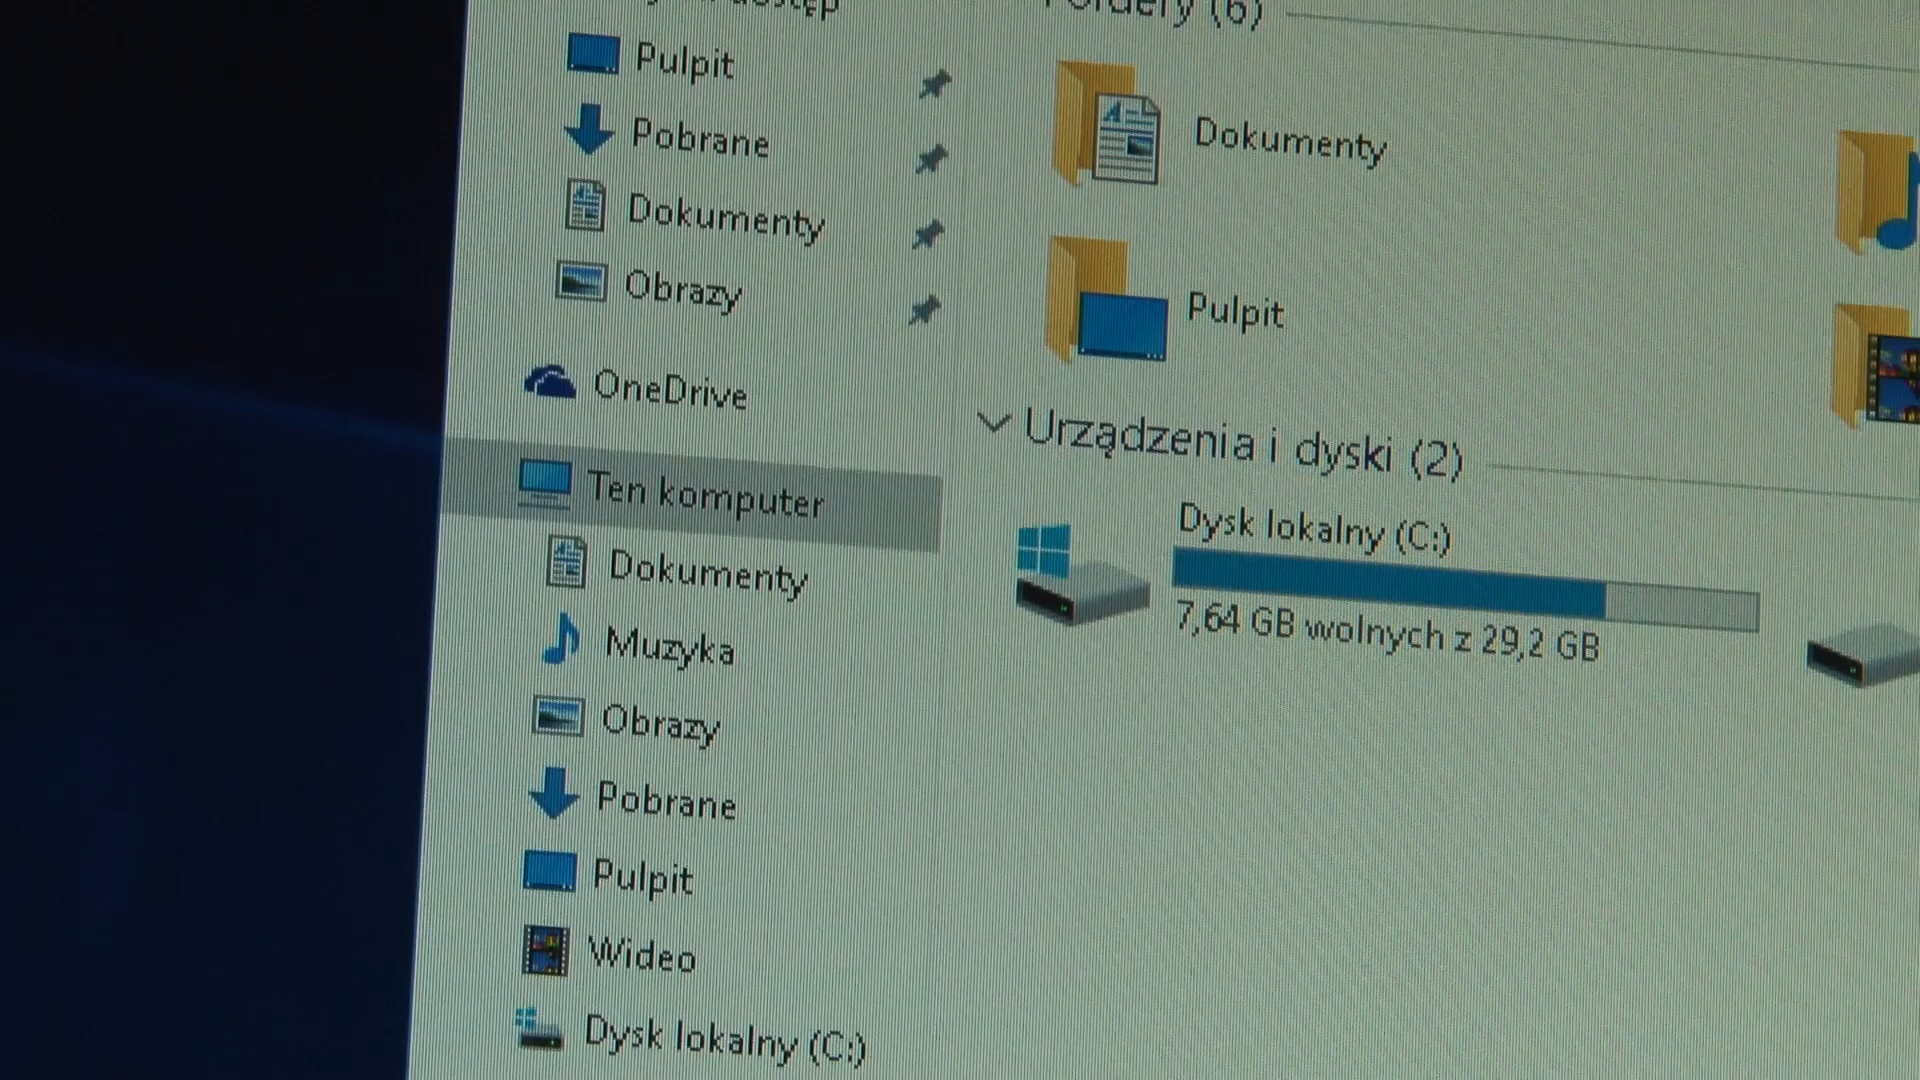 Pulpit
Pobrane
Dokumenty
Obrazy
OneDrive
Ten komputer
Dokumenty
Muzyka
Obrazy
Pobrane
Pulpit
Wideo
Dysk lokalny (C:)
Foldery (6)
Dokumenty
Pulpit
Urządzenia i dyski (2)
Dysk lokalny (C:)
7,64 GB wolnych z 29,2 GB